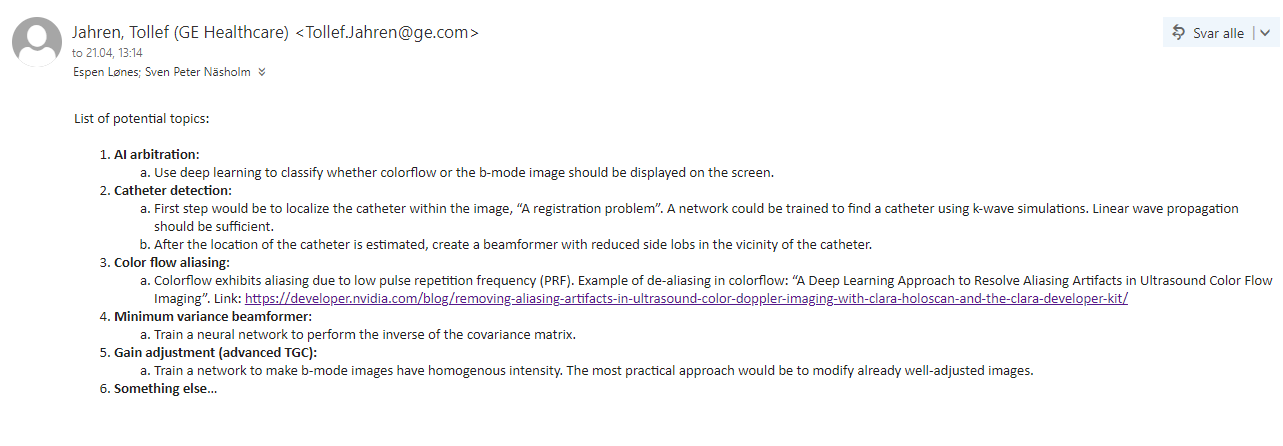 Jahren, Tollef (GE Healthcare) <Tollef.Jahren@ge.com>
Svar alle
to 21.04, 13:14
Espen Lønes; Sven Peter Näsholm
List of potential topics:
1. AI arbitration:
a. Use deep learning to classify whether colorflow or the b-mode image should be displayed on the screen.
2. Catheter detection:
a. First step would be to localize the catheter within the image, “A registration problem”. A network could be trained to find a catheter using k-wave simulations. Linear wave propagation
should be sufficient.
b. After the location of the catheter is estimated, create a beamformer with reduced side lobs in the vicinity of the catheter.
3. Color flow aliasing:
a. Colorflow exhibits aliasing due to low pulse repetition frequency (PRF). Example of de-aliasing in colorflow: “A Deep Learning Approach to Resolve Aliasing Artifacts in Ultrasound Color Flow
Imaging”. Link: https://developer.nvidia.com/blog/removing-aliasing-artifacts-in-ultrasound-color-doppler-imaging-with-clara-holoscan-and-the-clara-developer-kit/
4. Minimum variance beamformer:
a. Train a neural network to perform the inverse of the covariance matrix.
5. Gain adjustment (advanced TGC):
a. Train a network to make b-mode images have homogenous intensity. The most practical approach would be to modify already well-adjusted images.
6. Something else…